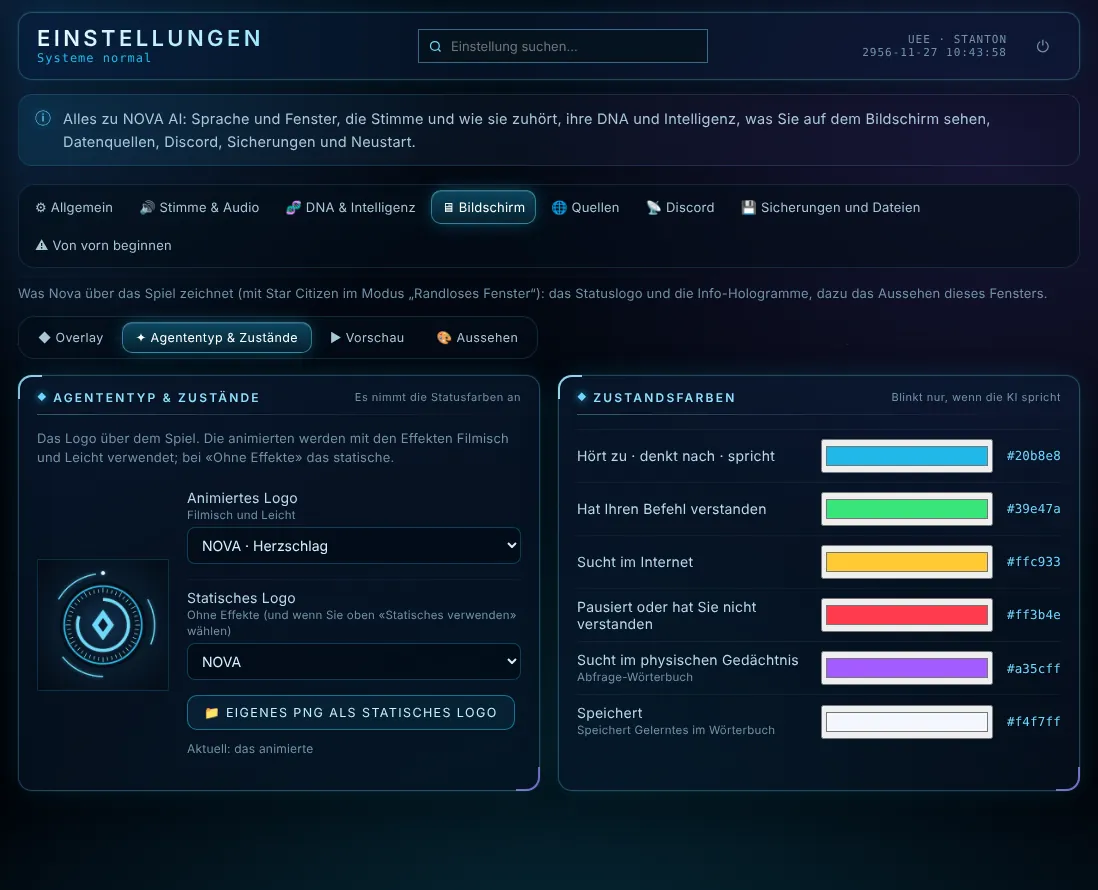 EINSTELLUNGEN
Systeme normal
Einstellung suchen...
UEE · STANTON
2956-11-27 10:43:58
Alles zu NOVA AI: Sprache und Fenster, die Stimme und wie sie zuhört, ihre DNA und Intelligenz, was Sie auf dem Bildschirm sehen,
Datenquellen, Discord, Sicherungen und Neustart.
Allgemein
Stimme & Audio
DNA & Intelligenz
Bildschirm
Quellen
Discord
Sicherungen und Dateien
Von vorn beginnen
Was Nova über das Spiel zeichnet (mit Star Citizen im Modus „Randloses Fenster“): das Statuslogo und die Info-Hologramme, dazu das Aussehen dieses Fensters.
Overlay
Agententyp & Zustände
Vorschau
Aussehen
AGENTENTYP & ZUSTÄNDE
Es nimmt die Statusfarben an
Das Logo über dem Spiel. Die animierten werden mit den Effekten Filmisch
und Leicht verwendet; bei «Ohne Effekte» das statische.
Animiertes Logo
Filmisch und Leicht
NOVA · Herzschlag
Statisches Logo
Ohne Effekte (und wenn Sie oben «Statisches verwenden»
wählen)
NOVA
EIGENES PNG ALS STATISCHES LOGO
Aktuell: das animierte
ZUSTANDSFARBEN
Blinkt nur, wenn die KI spricht
Hört zu · denkt nach · spricht
#20b8e8
Hat Ihren Befehl verstanden
#39e47a
Sucht im Internet
#ffc933
Pausiert oder hat Sie nicht
verstanden
#ff3b4e
Sucht im physischen Gedächtnis
Abfrage-Wörterbuch
#a35cff
Speichert
Speichert Gelerntes im Wörterbuch
#f4f7ff